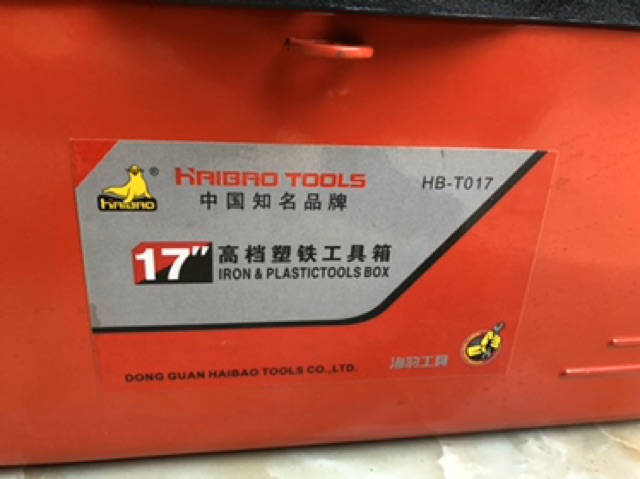 HAIBAO
®
HAIBAO TOOLS
中国知名品牌
HB-T017
17"
高档塑铁工具箱
IRON & PLASTICTOOLS BOX
DONG GUAN HAIBAO TOOLS CO.,LTD.
海豹工具